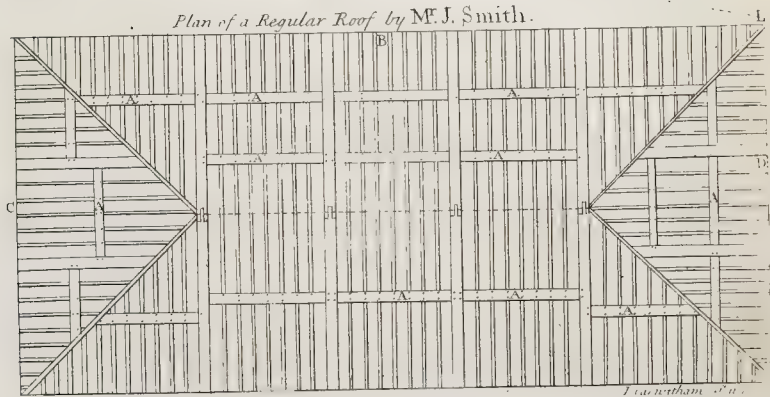 Plan of a Regular Roof by Mr. J. Smith.
L
B
A A A
A A
C A A D
A A
A